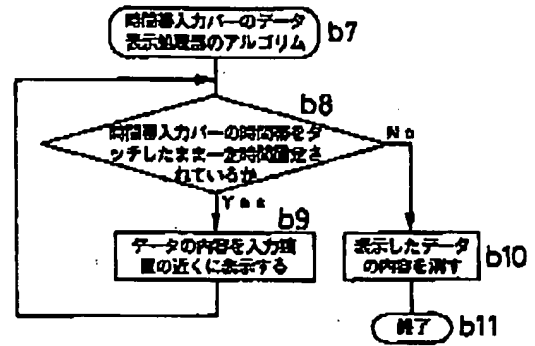 時間帯入力バーのデータ
表示処理部のアルゴリム
b7
b8
時間帯入力バーの時間帯をタ
ッチしたまま一定時間固定さ
れているか
No
Yes
b9
データの内容を入力装
置の近くに表示する
表示したデータ
の内容を消す
b10
終了
b11